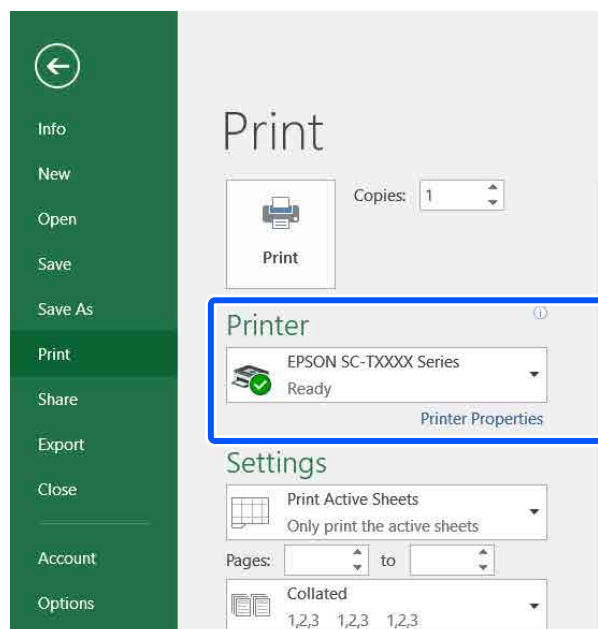 Info
New
Open
Save
Save As
Print
Share
Export
Close
Account
Options
Print
Copies: 1
Print
Printer
EPSON SC-TXXXX Series
Ready
Printer Properties
Settings
Print Active Sheets
Only print the active sheets
Pages: to
Collated
1,2,3 1,2,3 1,2,3